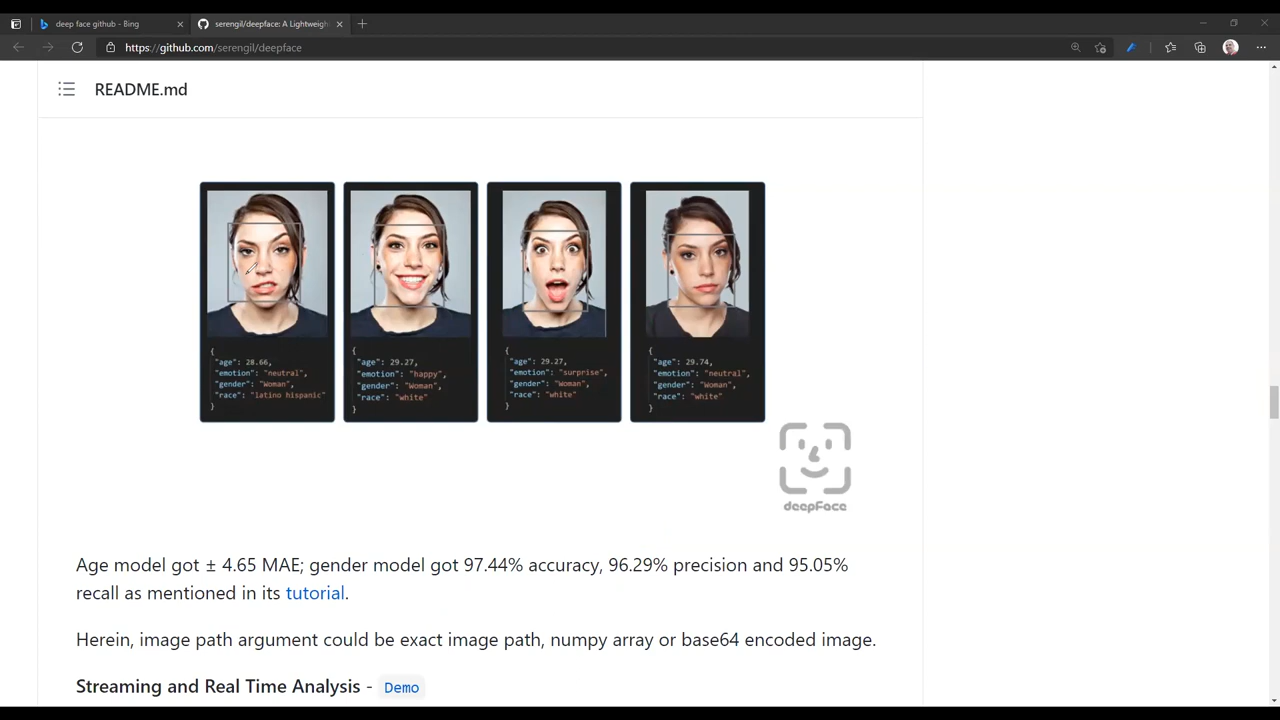 deep face github - Bing
serengil/deepface: A Lightweigh
https://github.com/serengil/deepface
README.md
{
"age": 28.66,
"emotion": "neutral",
"gender": "Woman",
"race": "latino hispanic"
}
{
"age": 29.27,
"emotion": "happy",
"gender": "Woman",
"race": "white"
}
{
"age": 29.27,
"emotion": "surprise",
"gender": "Woman",
"race": "white"
}
{
"age": 29.74,
"emotion": "neutral",
"gender": "Woman",
"race": "white"
}
deepFace
Age model got ± 4.65 MAE; gender model got 97.44% accuracy, 96.29% precision and 95.05%
recall as mentioned in its tutorial.
Herein, image path argument could be exact image path, numpy array or base64 encoded image.
Streaming and Real Time Analysis - Demo